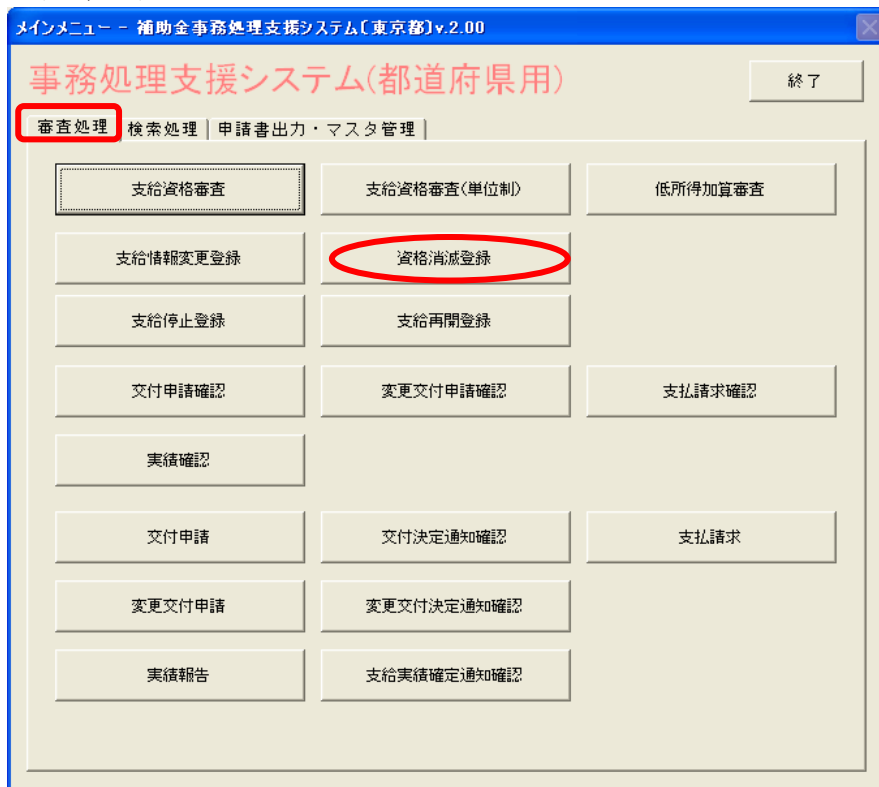 メインメニュー - 補助金事務処理支援システム〔東京都〕v.2.00
事務処理支援システム(都道府県用)
終了
審査処理 検索処理 申請書出力・マスタ管理
支給資格審査 支給資格審査(単位制) 低所得加算審査
支給情報変更登録 資格消滅登録
支給停止登録 支給再開登録
交付申請確認 変更交付申請確認 支払請求確認
実績確認
交付申請 交付決定通知確認 支払請求
変更交付申請 変更交付決定通知確認
実績報告 支給実績確定通知確認